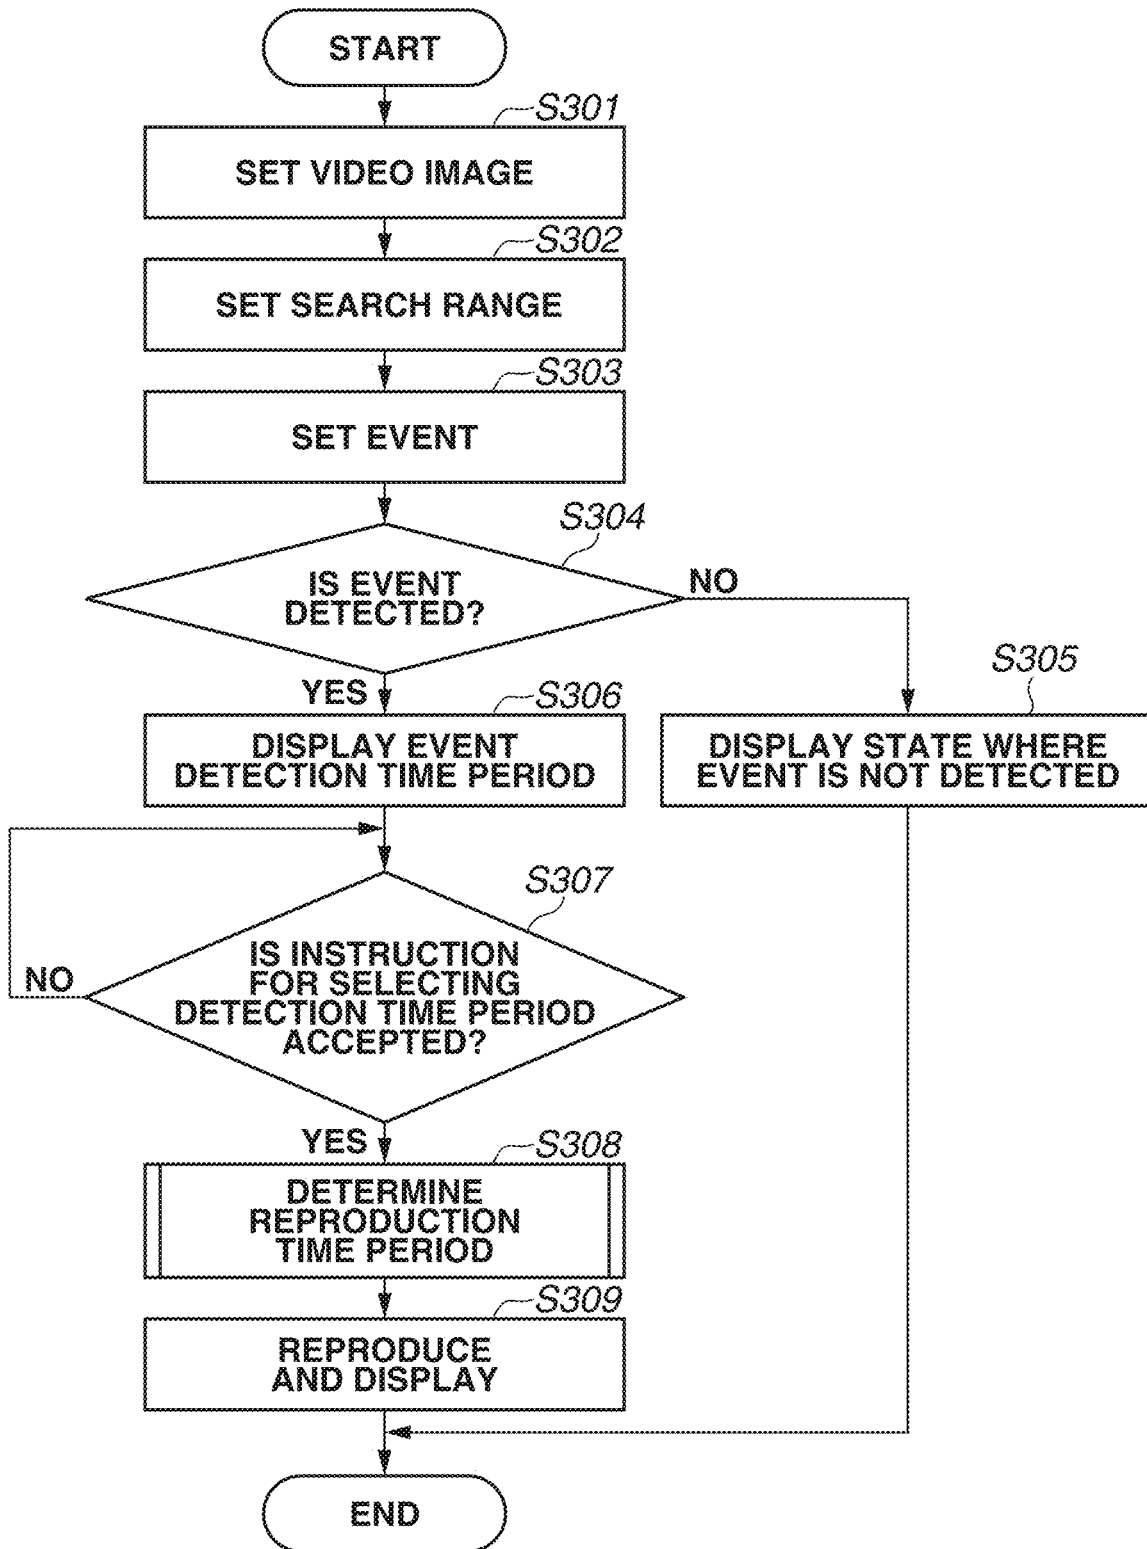 START
S301
SET VIDEO IMAGE
S302
SET SEARCH RANGE
S303
SET EVENT
S304
IS EVENT
DETECTED?
NO
YES
S306
DISPLAY EVENT
DETECTION TIME PERIOD
S305
DISPLAY STATE WHERE
EVENT IS NOT DETECTED
S307
IS INSTRUCTION
FOR SELECTING
DETECTION TIME PERIOD
ACCEPTED?
NO
YES
S308
DETERMINE
REPRODUCTION
TIME PERIOD
S309
REPRODUCE
AND DISPLAY
END